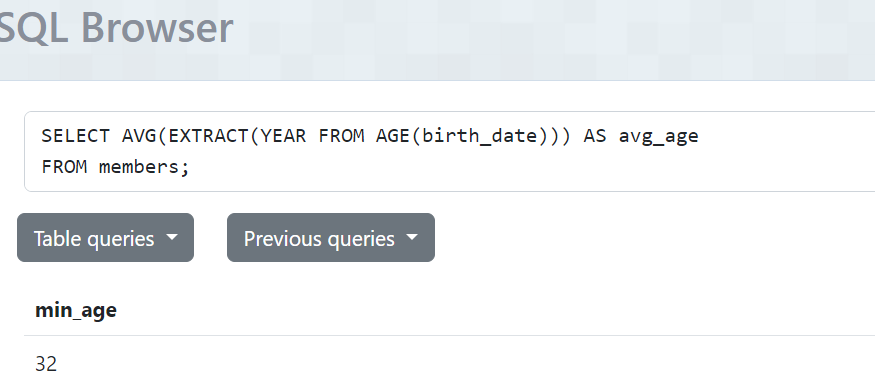 SQL Browser
SELECT AVG(EXTRACT(YEAR FROM AGE(birth_date))) AS avg_age
FROM members;
Table queries Previous queries
min_age
32